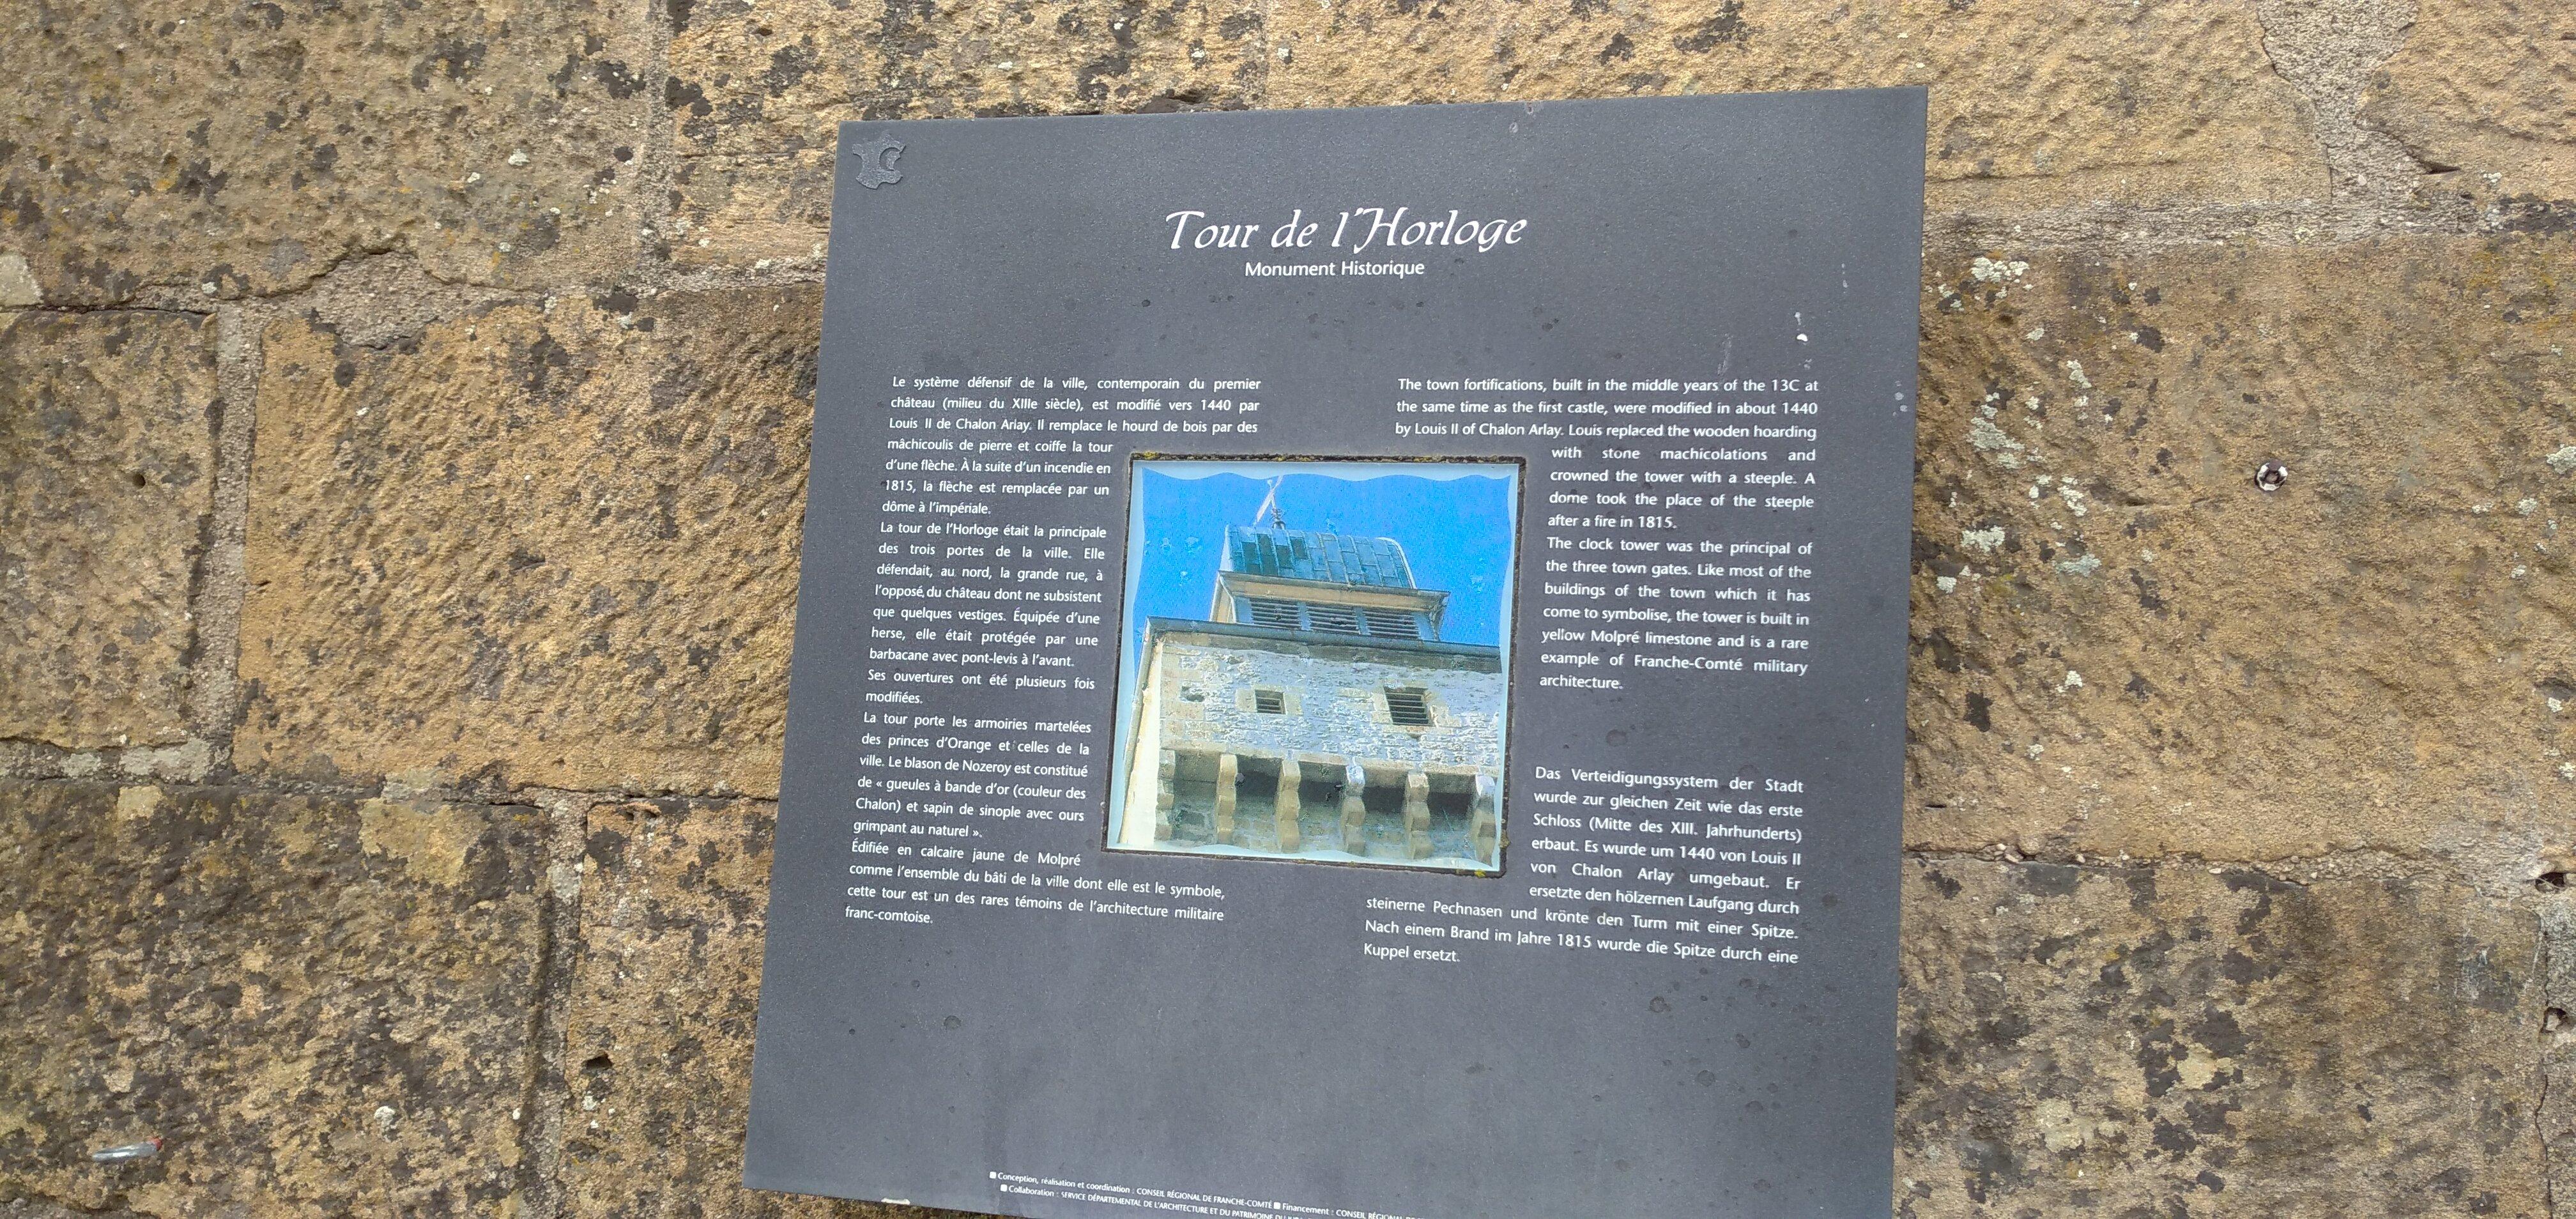 Tour de l'Horloge
Monument Historique
Le système défensif de la ville, contemporain du premier
château (milieu du XIIIe siècle), est modifié vers 1440 par
Louis II de Chalon Arlay. Il remplace le hourd de bois par des
mâchicoulis de pierre et coiffe la tour
d'une flèche. À la suite d'un incendie en
1815, la flèche est remplacée par un
dôme à l'impériale.
La tour de l'Horloge était la principale
des trois portes de la ville. Elle
défendait, au nord, la grande rue, à
l'opposé du château dont ne subsistent
que quelques vestiges. Équipée d'une
herse, elle était protégée par une
barbacane avec pont-levis à l'avant.
Ses ouvertures ont été plusieurs fois
modifiées.
La tour porte les armoiries martelées
des princes d'Orange et celles de la
ville. Le blason de Nozeroy est constitué
de « gueules à bande d'or (couleur des
Chalon) et sapin de sinople avec ours
grimpant au naturel ».
Édifiée en calcaire jaune de Molpré
comme l'ensemble du bâti de la ville dont elle est le symbole,
cette tour est un des rares témoins de l'architecture militaire
franc-comtoise.
The town fortifications, built in the middle years of the 13C at
the same time as the first castle, were modified in about 1440
by Louis II of Chalon Arlay. Louis replaced the wooden hoarding
with stone machicolations and
crowned the tower with a steeple. A
dome took the place of the steeple
after a fire in 1815.
The clock tower was the principal of
the three town gates. Like most of the
buildings of the town which it has
come to symbolise, the tower is built in
yellow Molpré limestone and is a rare
example of Franche-Comté military
architecture.
Das Verteidigungssystem der Stadt
wurde zur gleichen Zeit wie das erste
Schloss (Mitte des XIII. Jahrhunderts)
erbaut. Es wurde um 1440 von Louis II
von Chalon Arlay umgebaut. Er
ersetzte den hölzernen Laufgang durch
steinerne Pechnasen und krönte den Turm mit einer Spitze.
Nach einem Brand im Jahre 1815 wurde die Spitze durch eine
Kuppel ersetzt.
Conception, réalisation et coordination : CONSEIL RÉGIONAL DE FRANCHE-COMTÉ Financement : CONSEIL
Collaboration : SERVICE DÉPARTEMENTAL DE L'ARCHITECTURE ET DU PATRIMOINE